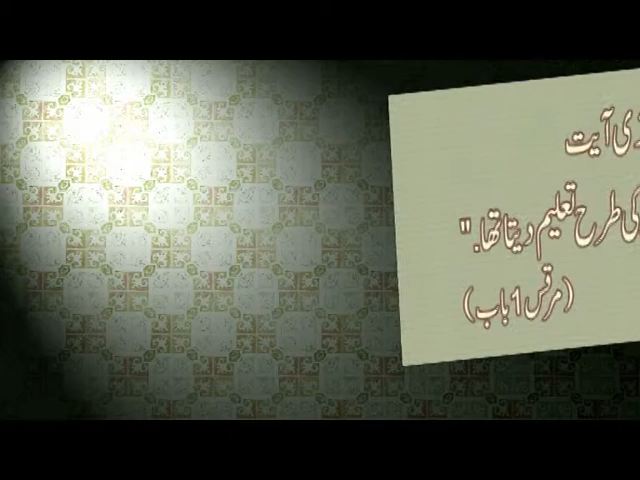 آیت
کی طرح تعلیم دیتا تھا."
(مرقس 1 باب)